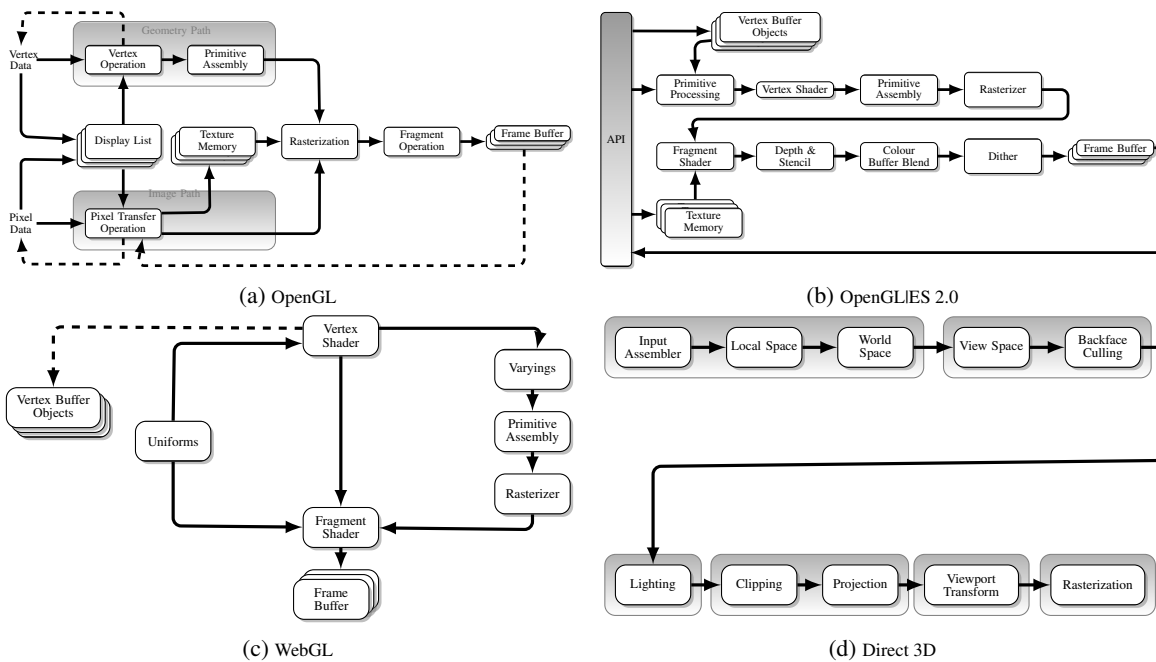 Geometry Path
Vertex
Data
Vertex
Operation
Primitive
Assembly
Display List
Texture
Memory
Rasterization
Fragment
Operation
Frame Buffer
Image Path
Pixel
Data
Pixel Transfer
Operation
(a) OpenGL
API
Vertex Buffer
Objects
Primitive
Processing
Vertex Shader
Primitive
Assembly
Rasterizer
Fragment
Shader
Depth &
Stencil
Colour
Buffer Blend
Dither
Frame Buffer
Texture
Memory
(b) OpenGL|ES 2.0
Vertex
Shader
Varyings
Vertex Buffer
Objects
Uniforms
Primitive
Assembly
Rasterizer
Fragment
Shader
Frame
Buffer
(c) WebGL
Input
Assembler
Local Space
World
Space
View Space
Backface
Culling
Lighting
Clipping
Projection
Viewport
Transform
Rasterization
(d) Direct 3D